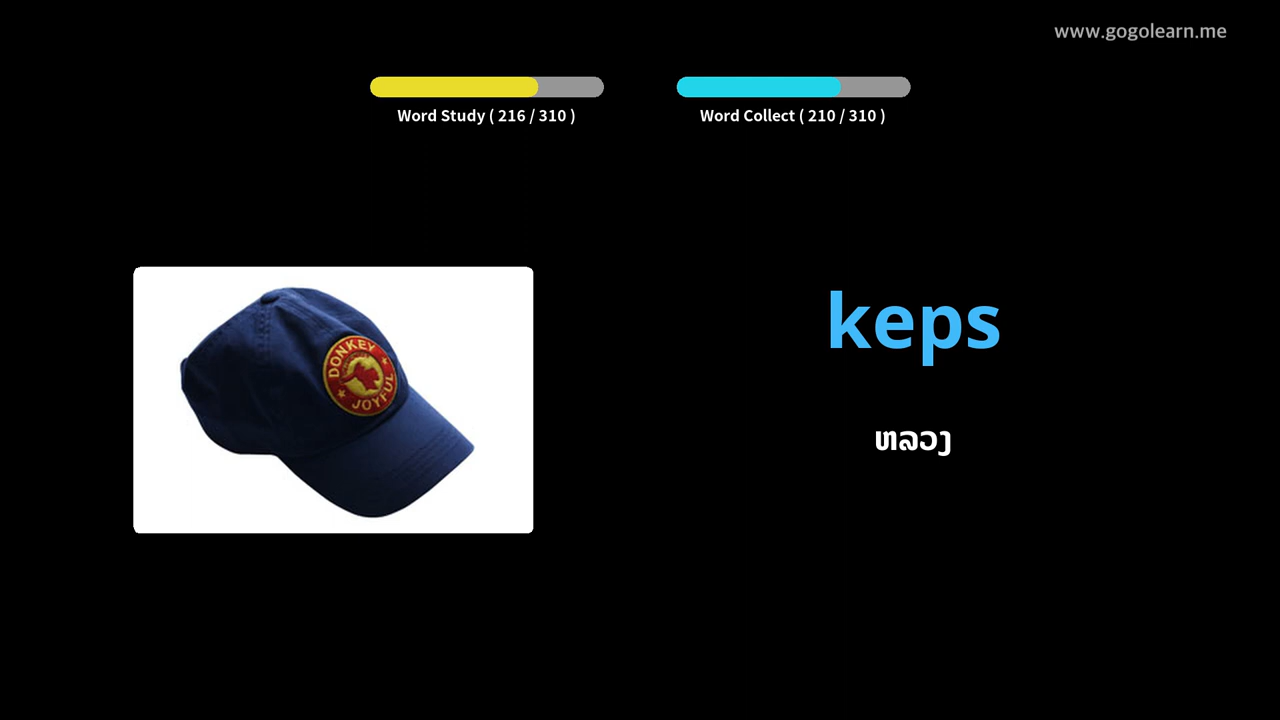 www.gogolearn.me
Word Study ( 216 / 310 )
Word Collect ( 210 / 310 )
DONKEY
JOYFUL
keps
ຫລວງ